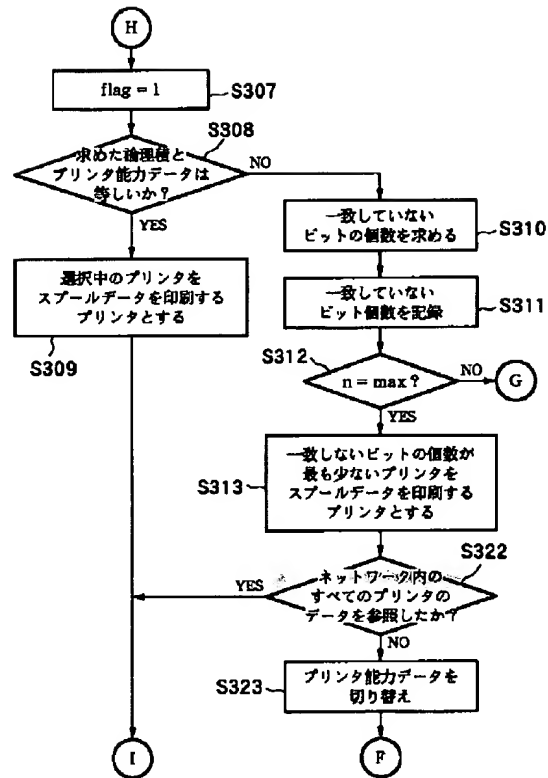 H
flag = 1
S307
S308
求めた論理積と
プリンタ能力データは
等しいか?
NO
YES
選択中のプリンタを
スプールデータを印刷する
プリンタとする
S309
一致していない
ビットの個数を求める
S310
一致していない
ビット個数を記録
S311
S312
n = max ?
NO
G
YES
一致しないビットの個数が
最も少ないプリンタを
スプールデータを印刷する
プリンタとする
S313
S322
ネットワーク内の
すべてのプリンタの
データを参照したか?
YES
NO
プリンタ能力データを
切り替え
S323
I
F